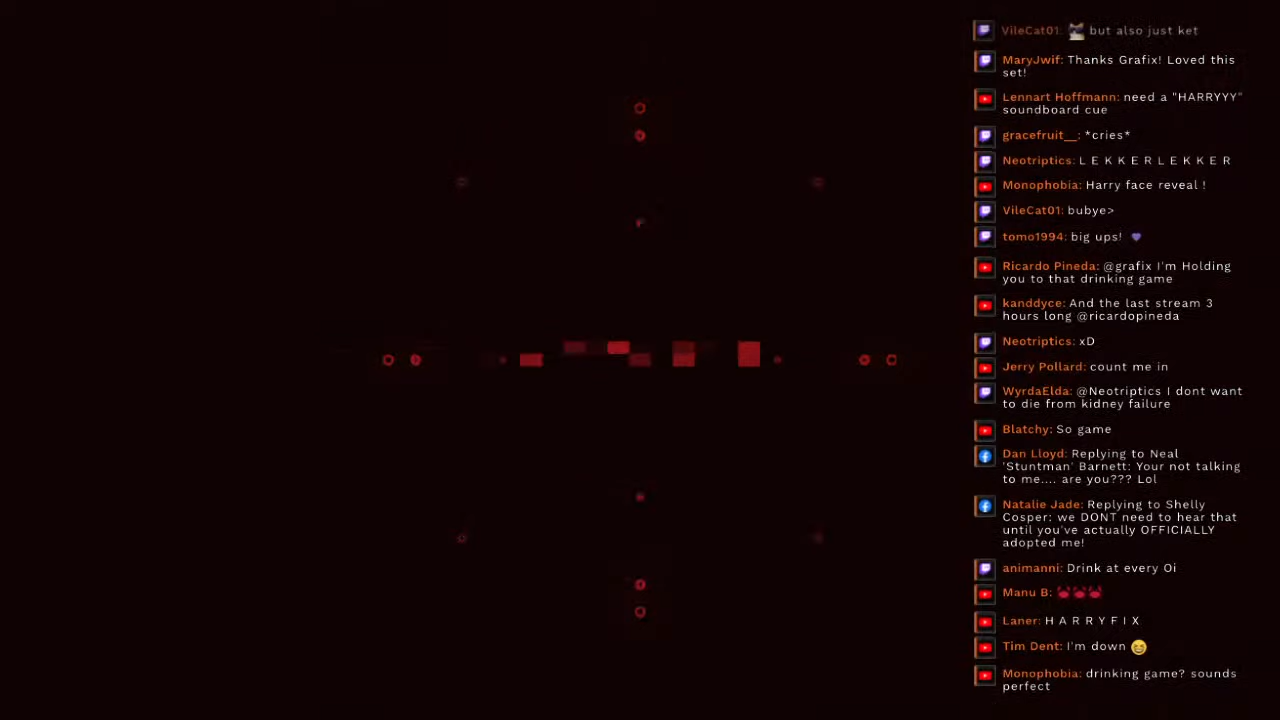 VileCat01: but also just ket
MaryJwif: Thanks Grafix! Loved this
set!
Lennart Hoffmann: need a "HARRYYY"
soundboard cue
gracefruit__: *cries*
Neotriptics: L E K K E R L E K K E R
Monophobia: Harry face reveal !
VileCat01: bubye>
tomo1994: big ups! 💜
Ricardo Pineda: @grafix I'm Holding
you to that drinking game
kanddyce: And the last stream 3
hours long @ricardopineda
Neotriptics: xD
Jerry Pollard: count me in
WyrdaElda: @Neotriptics I dont want
to die from kidney failure
Blatchy: So game
Dan Lloyd: Replying to Neal
'Stuntman' Barnett: Your not talking
to me.... are you??? Lol
Natalie Jade: Replying to Shelly
Cosper: we DONT need to hear that
until you've actually OFFICIALLY
adopted me!
animanni: Drink at every Oi
Manu B: 🦀🦀🦀
Laner: H A R R Y F I X
Tim Dent: I'm down 😆
Monophobia: drinking game? sounds
perfect